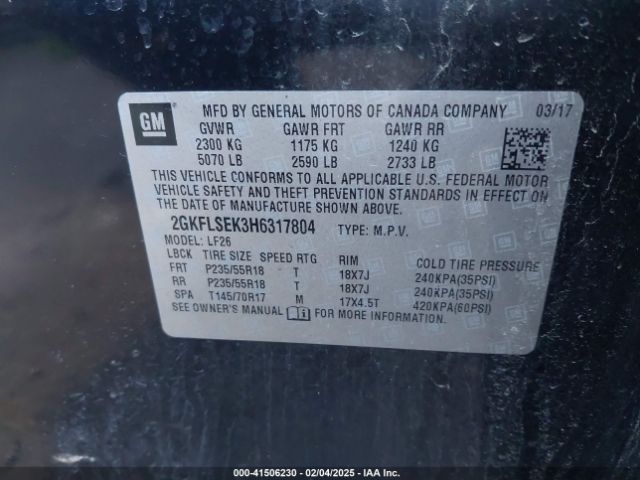 GM
MFD BY GENERAL MOTORS OF CANADA COMPANY 03/17
GVWR GAWR FRT GAWR RR
2300 KG 1175 KG 1240 KG
5070 LB 2590 LB 2733 LB
THIS VEHICLE CONFORMS TO ALL APPLICABLE U.S. FEDERAL MOTOR
VEHICLE SAFETY AND THEFT PREVENTION STANDARDS IN EFFECT ON
THE DATE OF MANUFACTURE SHOWN ABOVE.
2GKFLSEK3H6317804 TYPE: M.P.V.
MODEL: LF26
LBCK TIRE SIZE SPEED RTG RIM COLD TIRE PRESSURE
FRT P235/55R18 T 18X7J 240KPA(35PSI)
RR P235/55R18 T 18X7J 240KPA(35PSI)
SPA T145/70R17 M 17X4.5T 420KPA(60PSI)
SEE OWNER'S MANUAL FOR MORE INFORMATION.
000-41506230 - 02/04/2025 - IAA Inc.